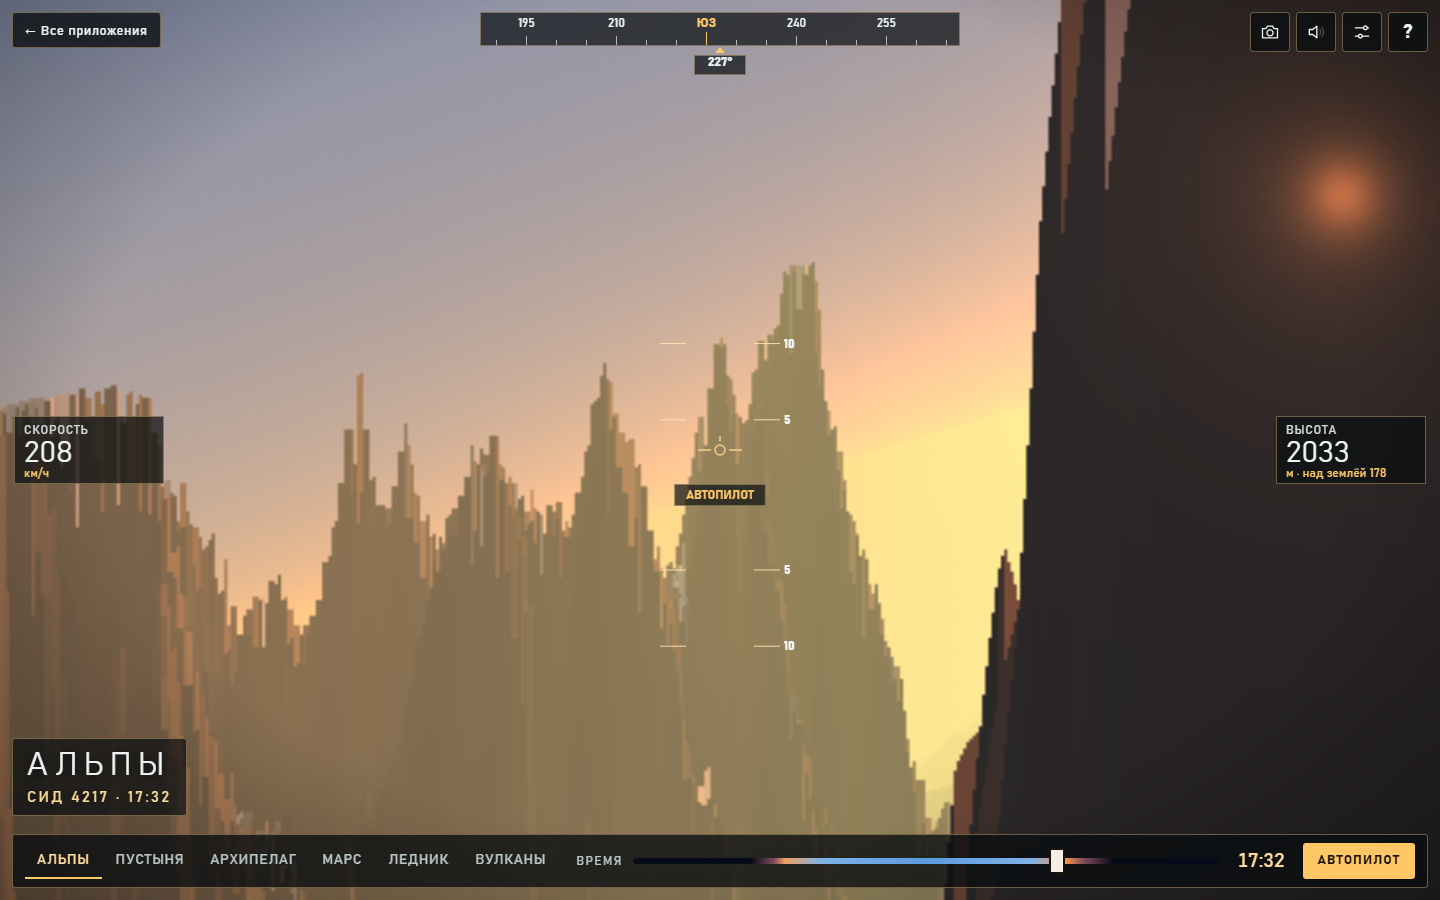 ← Все приложения
195 210 ЮЗ 240 255
227°
?
10
5
СКОРОСТЬ
208
км/ч
ВЫСОТА
2033
м · над землёй 178
АВТОПИЛОТ
5
10
АЛЬПЫ
СИД 4217 · 17:32
АЛЬПЫ ПУСТЫНЯ АРХИПЕЛАГ МАРС ЛЕДНИК ВУЛКАНЫ ВРЕМЯ 17:32 АВТОПИЛОТ